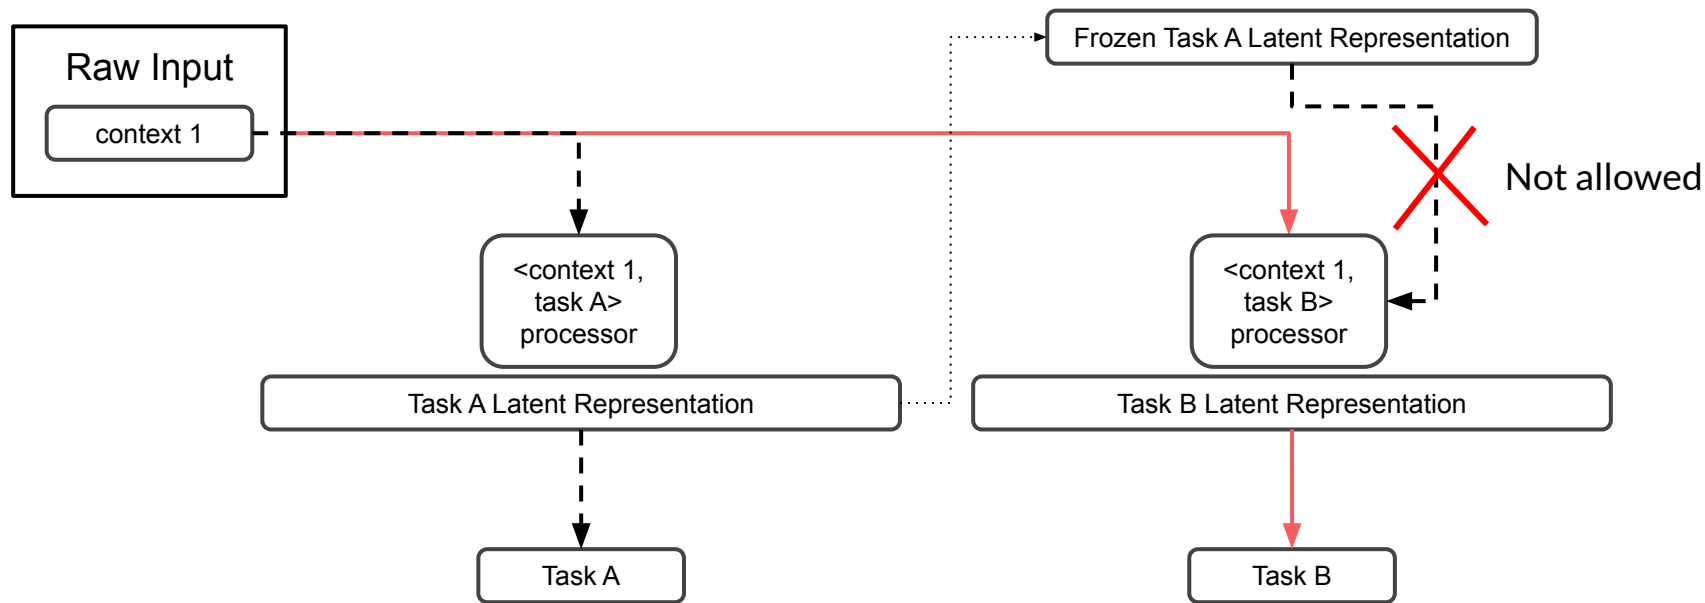 Frozen Task A Latent Representation
Raw Input
context 1
Not allowed
<context 1,
task A>
processor
<context 1,
task B>
processor
Task A Latent Representation
Task B Latent Representation
Task A
Task B